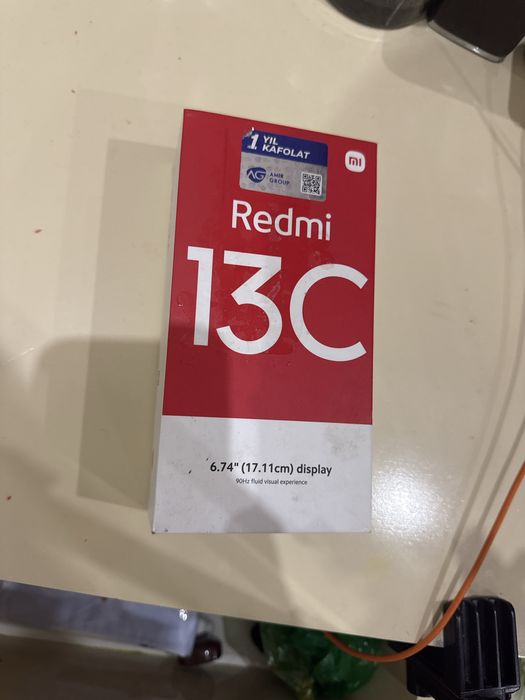 1 YIL
KAFOLAT
mi
AG AMIR
GROUP
Redmi
13C
6.74" (17.11cm) display
90Hz fluid visual experience